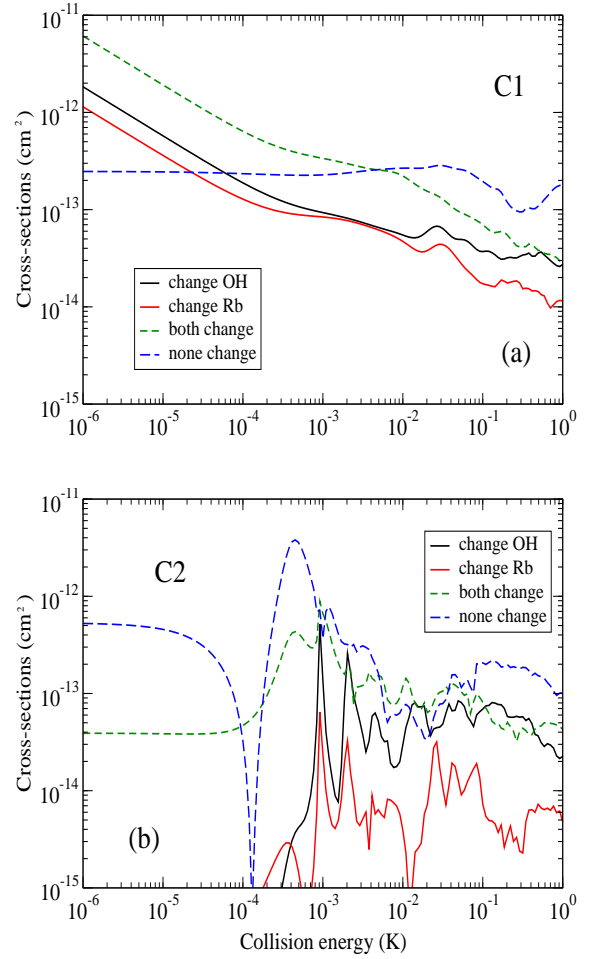 10^-11
C1
10^-12
Cross-sections (cm²)
10^-13
change OH
change Rb
both change
none change
10^-14
(a)
10^-15
10^-6 10^-5 10^-4 10^-3 10^-2 10^-1 10^0
10^-11
C2
change OH
change Rb
both change
none change
10^-12
Cross-sections (cm²)
10^-13
10^-14
(b)
10^-15
10^-6 10^-5 10^-4 10^-3 10^-2 10^-1 10^0
Collision energy (K)